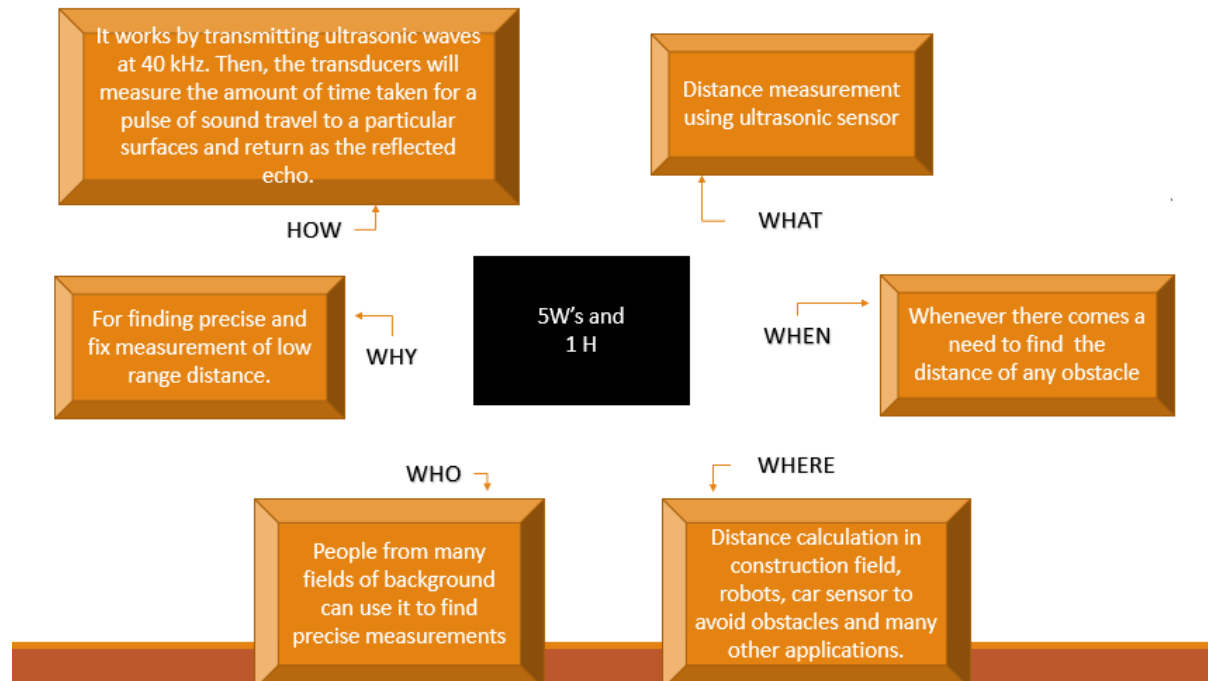 It works by transmitting ultrasonic waves
at 40 kHz. Then, the transducers will
measure the amount of time taken for a
pulse of sound travel to a particular
surfaces and return as the reflected
echo.
HOW
Distance measurement
using ultrasonic sensor
WHAT
For finding precise and
fix measurement of low
range distance.
WHY
5W’s and
1 H
WHEN
Whenever there comes a
need to find the
distance of any obstacle
WHO
People from many
fields of background
can use it to find
precise measurements
WHERE
Distance calculation in
construction field,
robots, car sensor to
avoid obstacles and many
other applications.